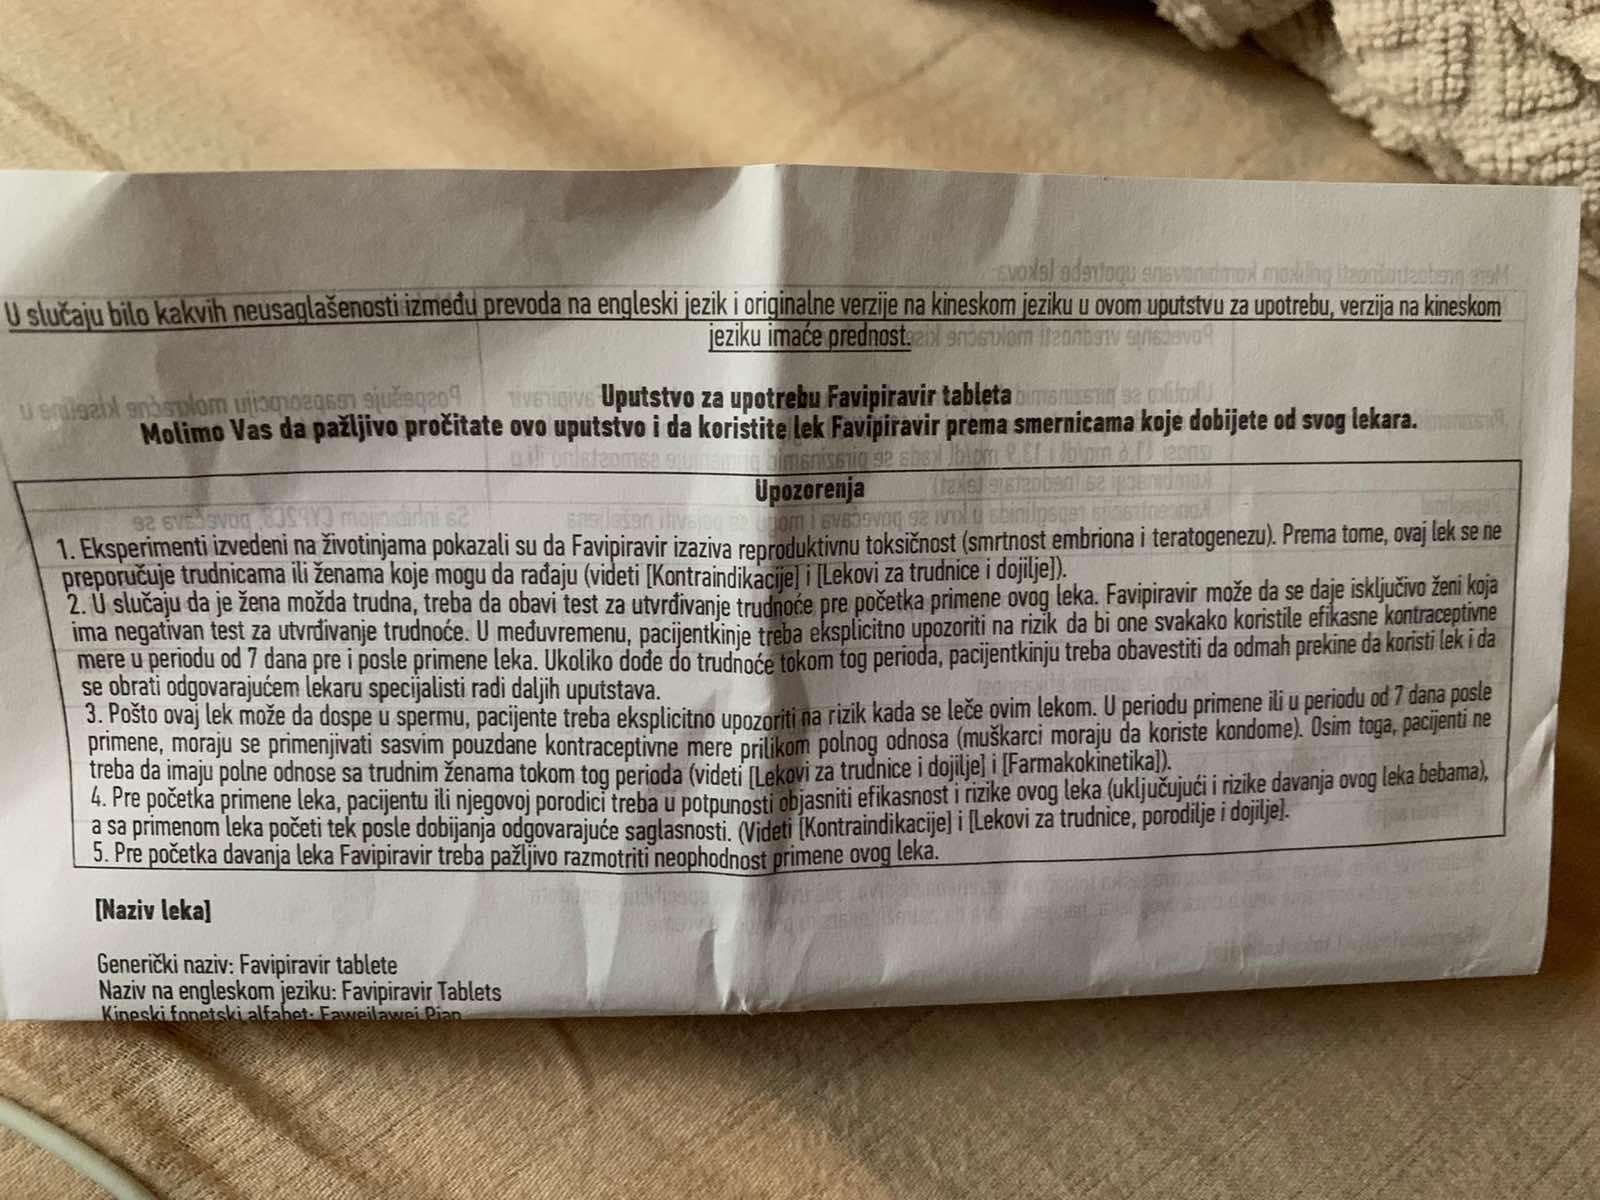 U slučaju bilo kakvih neusaglašenosti između prevoda na engleski jezik i originalne verzije na kineskom jeziku u ovom uputstvu za upotrebu, verzija na kineskom
jeziku imaće prednost.
Uputstvo za upotrebu Favipiravir tableta
Molimo Vas da pažljivo pročitate ovo uputstvo i da koristite lek Favipiravir prema smernicama koje dobijete od svog lekara.
Upozorenja
1. Eksperimenti izvedeni na životinjama pokazali su da Favipiravir izaziva reproduktivnu toksičnost (smrtnost embriona i teratogenezu). Prema tome, ovaj lek se ne
preporučuje trudnicama ili ženama koje mogu da rađaju (videti [Kontraindikacije] i [Lekovi za trudnice i dojilje]).
2. U slučaju da je žena možda trudna, treba da obavi test za utvrđivanje trudnoće pre početka primene ovog leka. Favipiravir može da se daje isključivo ženi koja
ima negativan test za utvrđivanje trudnoće. U međuvremenu, pacijentkinje treba eksplicitno upozoriti na rizik da bi one svakako koristile efikasne kontraceptivne
mere u periodu od 7 dana pre i posle primene leka. Ukoliko dođe do trudnoće tokom tog perioda, pacijentkinju treba obavestiti da odmah prekine da koristi lek i da
se obrati odgovarajućem lekaru specijalisti radi daljih uputstava.
3. Pošto ovaj lek može da dospe u spermu, pacijente treba eksplicitno upozoriti na rizik kada se leče ovim lekom. U periodu primene ili u periodu od 7 dana posle
primene, moraju se primenjivati sasvim pouzdane kontraceptivne mere prilikom polnog odnosa (muškarci moraju da koriste kondome). Osim toga, pacijenti ne
treba da imaju polne odnose sa trudnim ženama tokom tog perioda (videti [Lekovi za trudnice i dojilje] i [Farmakokinetika]).
4. Pre početka primene leka, pacijentu ili njegovoj porodici treba u potpunosti objasniti efikasnost i rizike ovog leka (uključujući i rizike davanja ovog leka bebama),
a sa primenom leka početi tek posle dobijanja odgovarajuće saglasnosti. (Videti [Kontraindikacije] i [Lekovi za trudnice, porodilje i dojilje].
5. Pre početka davanja leka Favipiravir treba pažljivo razmotriti neophodnost primene ovog leka.
[Naziv leka]
Generički naziv: Favipiravir tablete
Naziv na engleskom jeziku: Favipiravir Tablets
Kineski fonetski alfabet: Faweilawei Pian